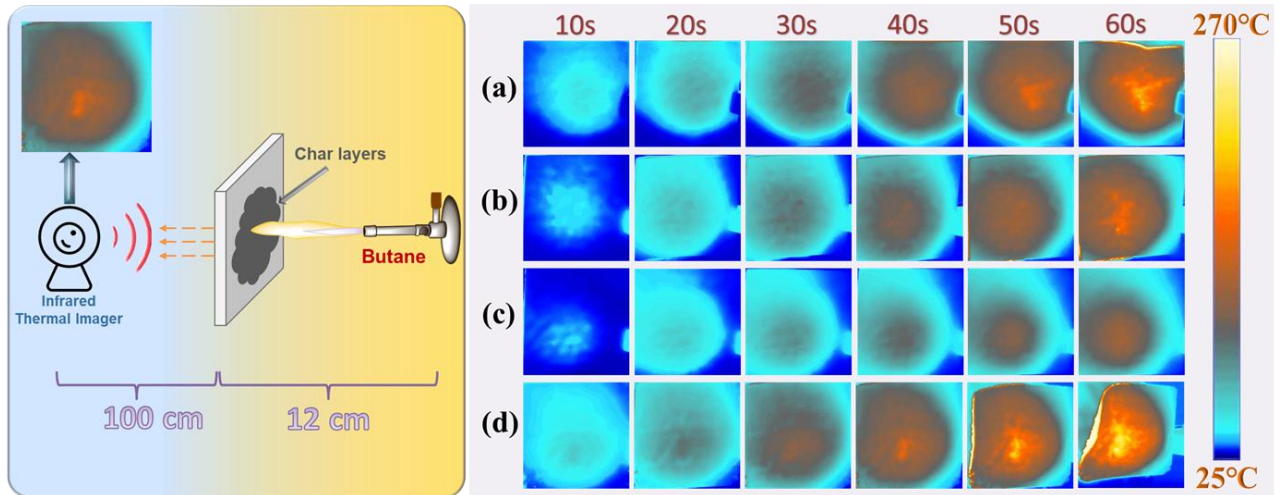 Char layers
Butane
Infrared
Thermal Imager
100 cm
12 cm
10s 20s 30s 40s 50s 60s
270℃
(a)
(b)
(c)
(d)
25℃